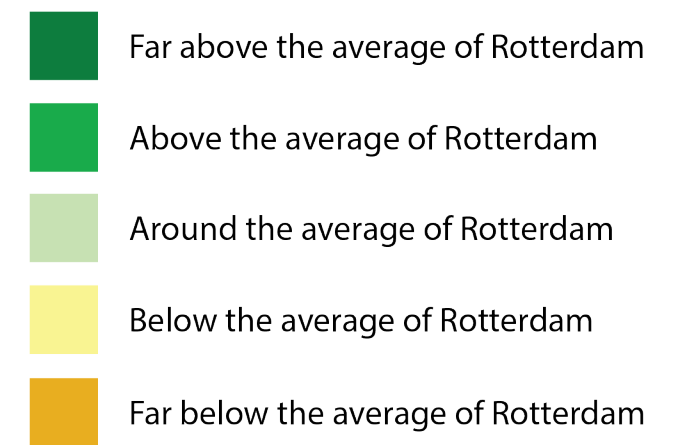 Far above the average of Rotterdam
Above the average of Rotterdam
Around the average of Rotterdam
Below the average of Rotterdam
Far below the average of Rotterdam